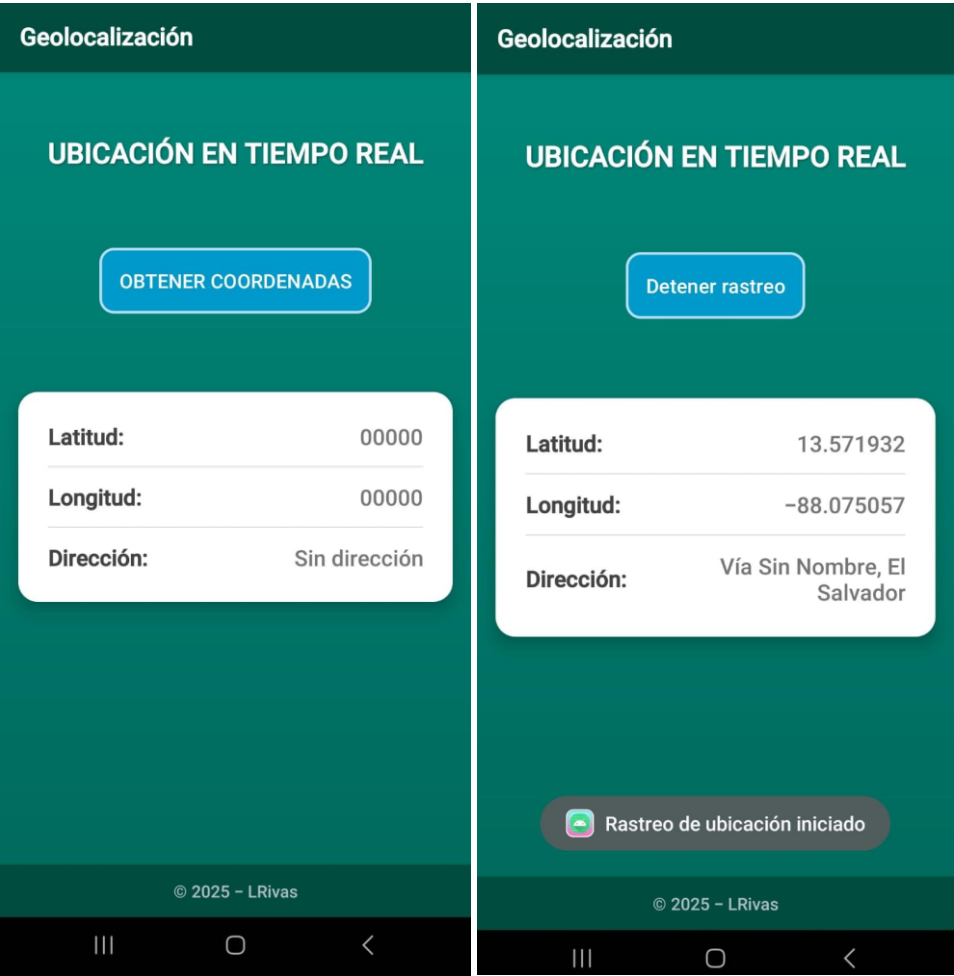 Geolocalización
UBICACIÓN EN TIEMPO REAL
OBTENER COORDENADAS
Latitud: 00000
Longitud: 00000
Dirección: Sin dirección
© 2025 – LRivas
Geolocalización
UBICACIÓN EN TIEMPO REAL
Detener rastreo
Latitud: 13.571932
Longitud: −88.075057
Dirección: Vía Sin Nombre, El
Salvador
Rastreo de ubicación iniciado
© 2025 – LRivas